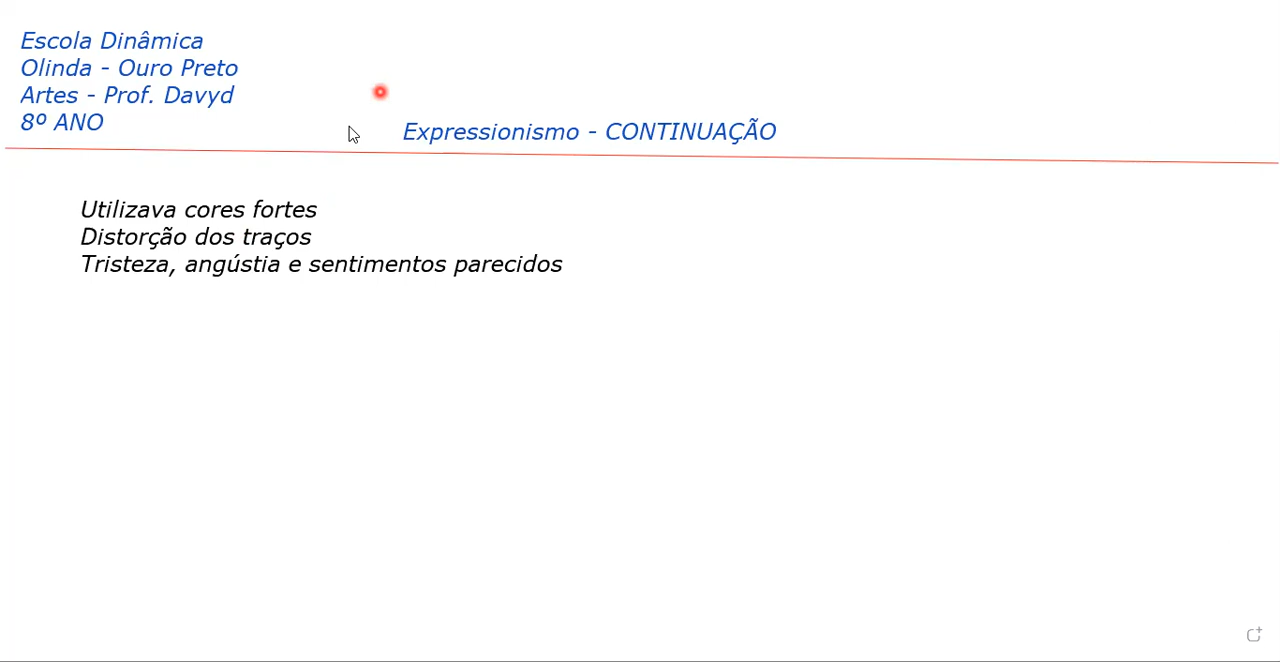 Escola Dinâmica
Olinda - Ouro Preto
Artes - Prof. Davyd
8º ANO
Expressionismo - CONTINUAÇÃO
Utilizava cores fortes
Distorção dos traços
Tristeza, angústia e sentimentos parecidos